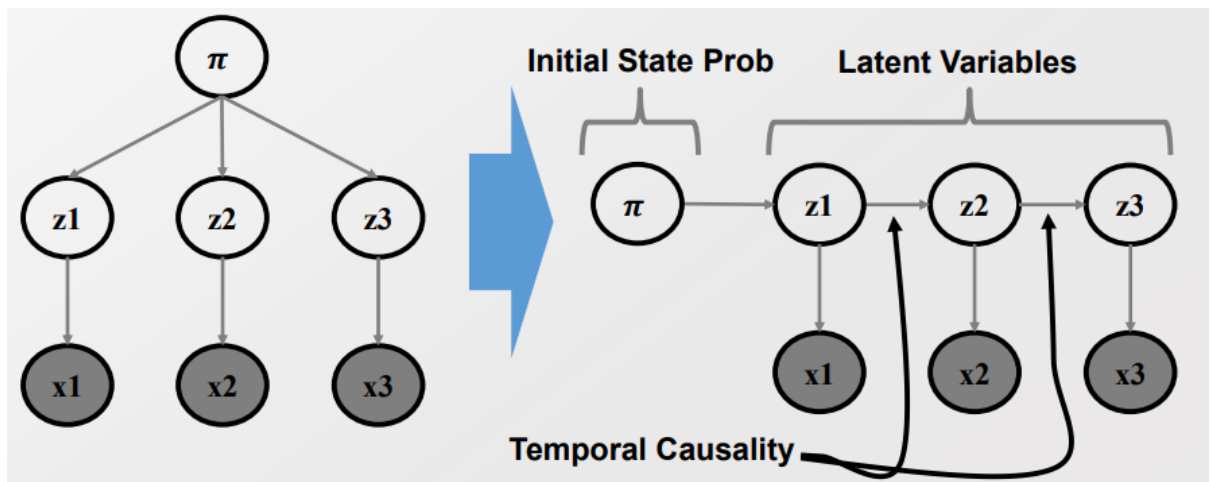 π
z1 z2 z3
x1 x2 x3
Initial State Prob
Latent Variables
π z1 z2 z3
x1 x2 x3
Temporal Causality